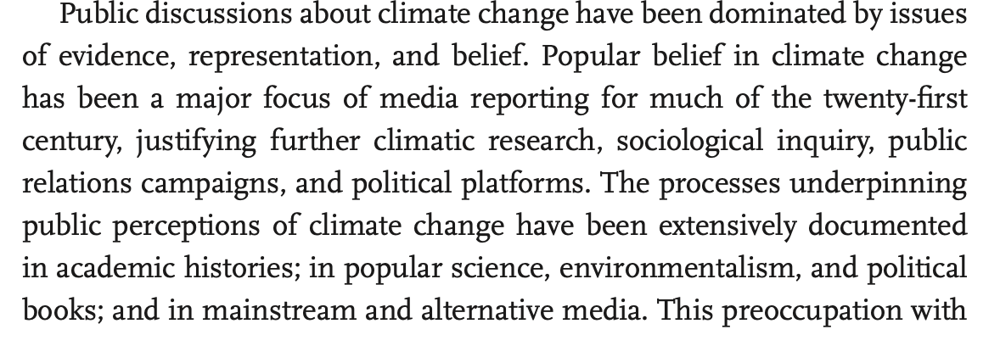 Public discussions about climate change have been dominated by issues
of evidence, representation, and belief. Popular belief in climate change
has been a major focus of media reporting for much of the twenty-first
century, justifying further climatic research, sociological inquiry, public
relations campaigns, and political platforms. The processes underpinning
public perceptions of climate change have been extensively documented
in academic histories; in popular science, environmentalism, and political
books; and in mainstream and alternative media. This preoccupation with